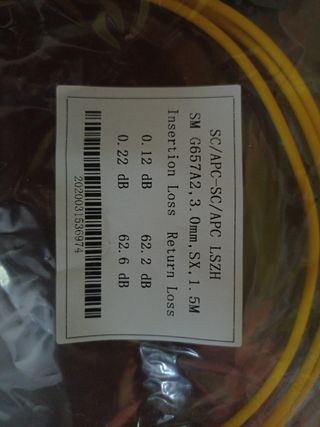 SC/APC-SC/APC LSZH
SM G657A2,3.0mm,SX,1.5M
Insertion Loss Return Loss
0.12 dB 62.2 dB
0.22 dB 62.6 dB
2020031536974